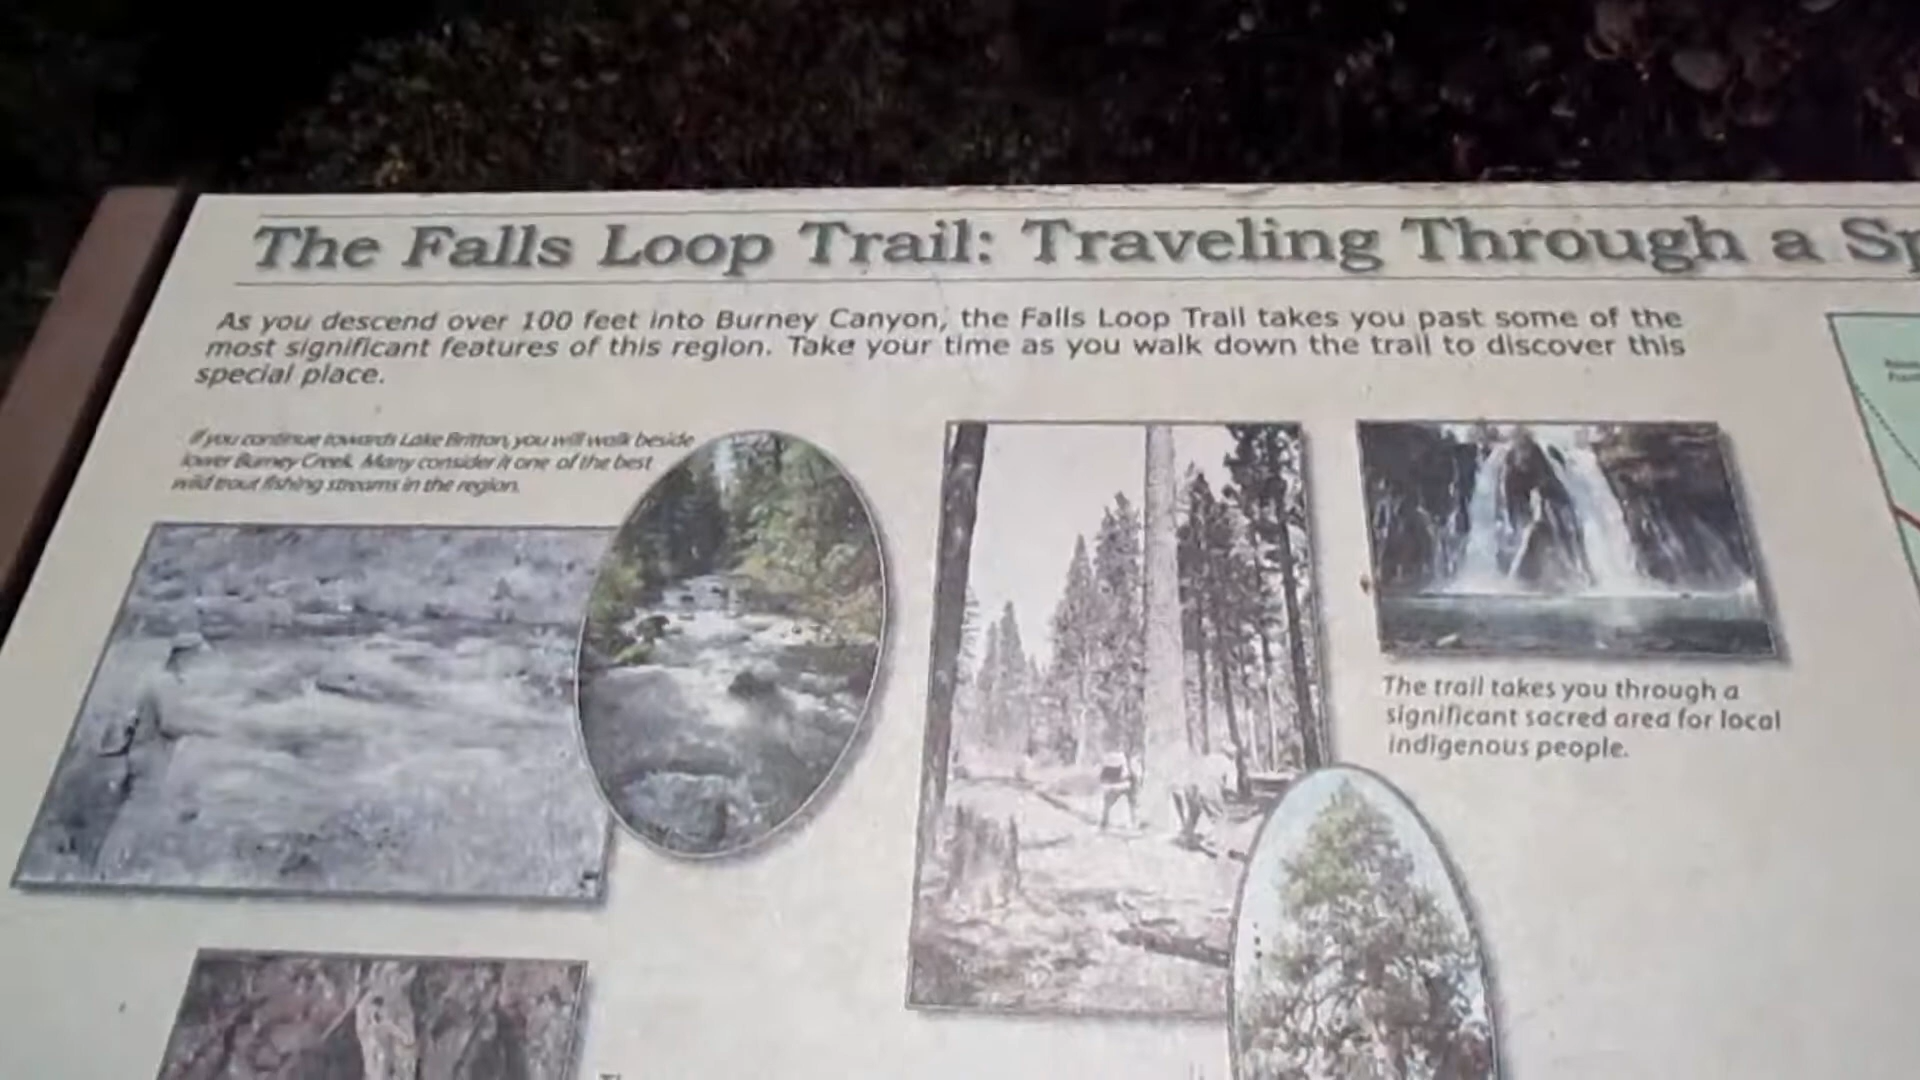 The Falls Loop Trail: Traveling Through a Sp
As you descend over 100 feet into Burney Canyon, the Falls Loop Trail takes you past some of the
most significant features of this region. Take your time as you walk down the trail to discover this
special place.
If you continue towards Lake Britton, you will walk beside
lower Burney Creek. Many consider it one of the best
wild trout fishing streams in the region.
The trail takes you through a
significant sacred area for local
indigenous people.